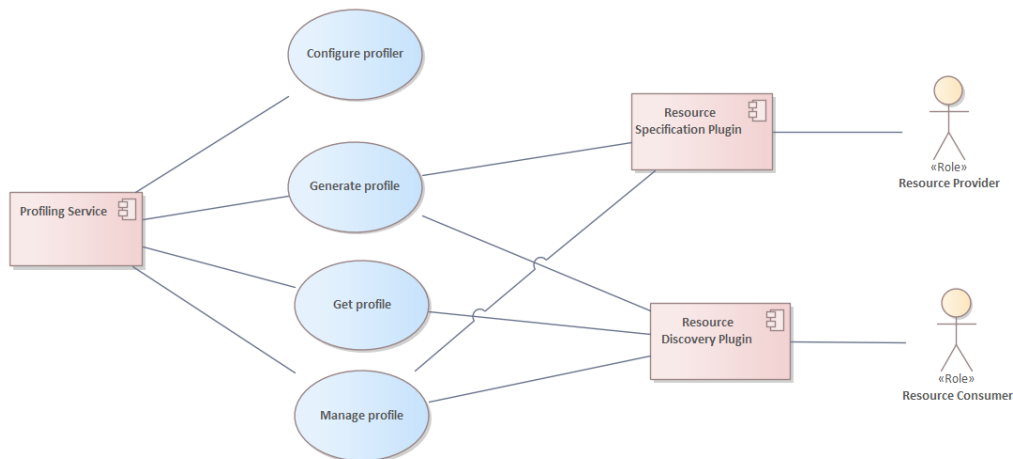 Configure profiler
Resource
Specification Plugin
«Role»
Resource Provider
Generate profile
Profiling Service
Get profile
Resource
Discovery Plugin
«Role»
Resource Consumer
Manage profile